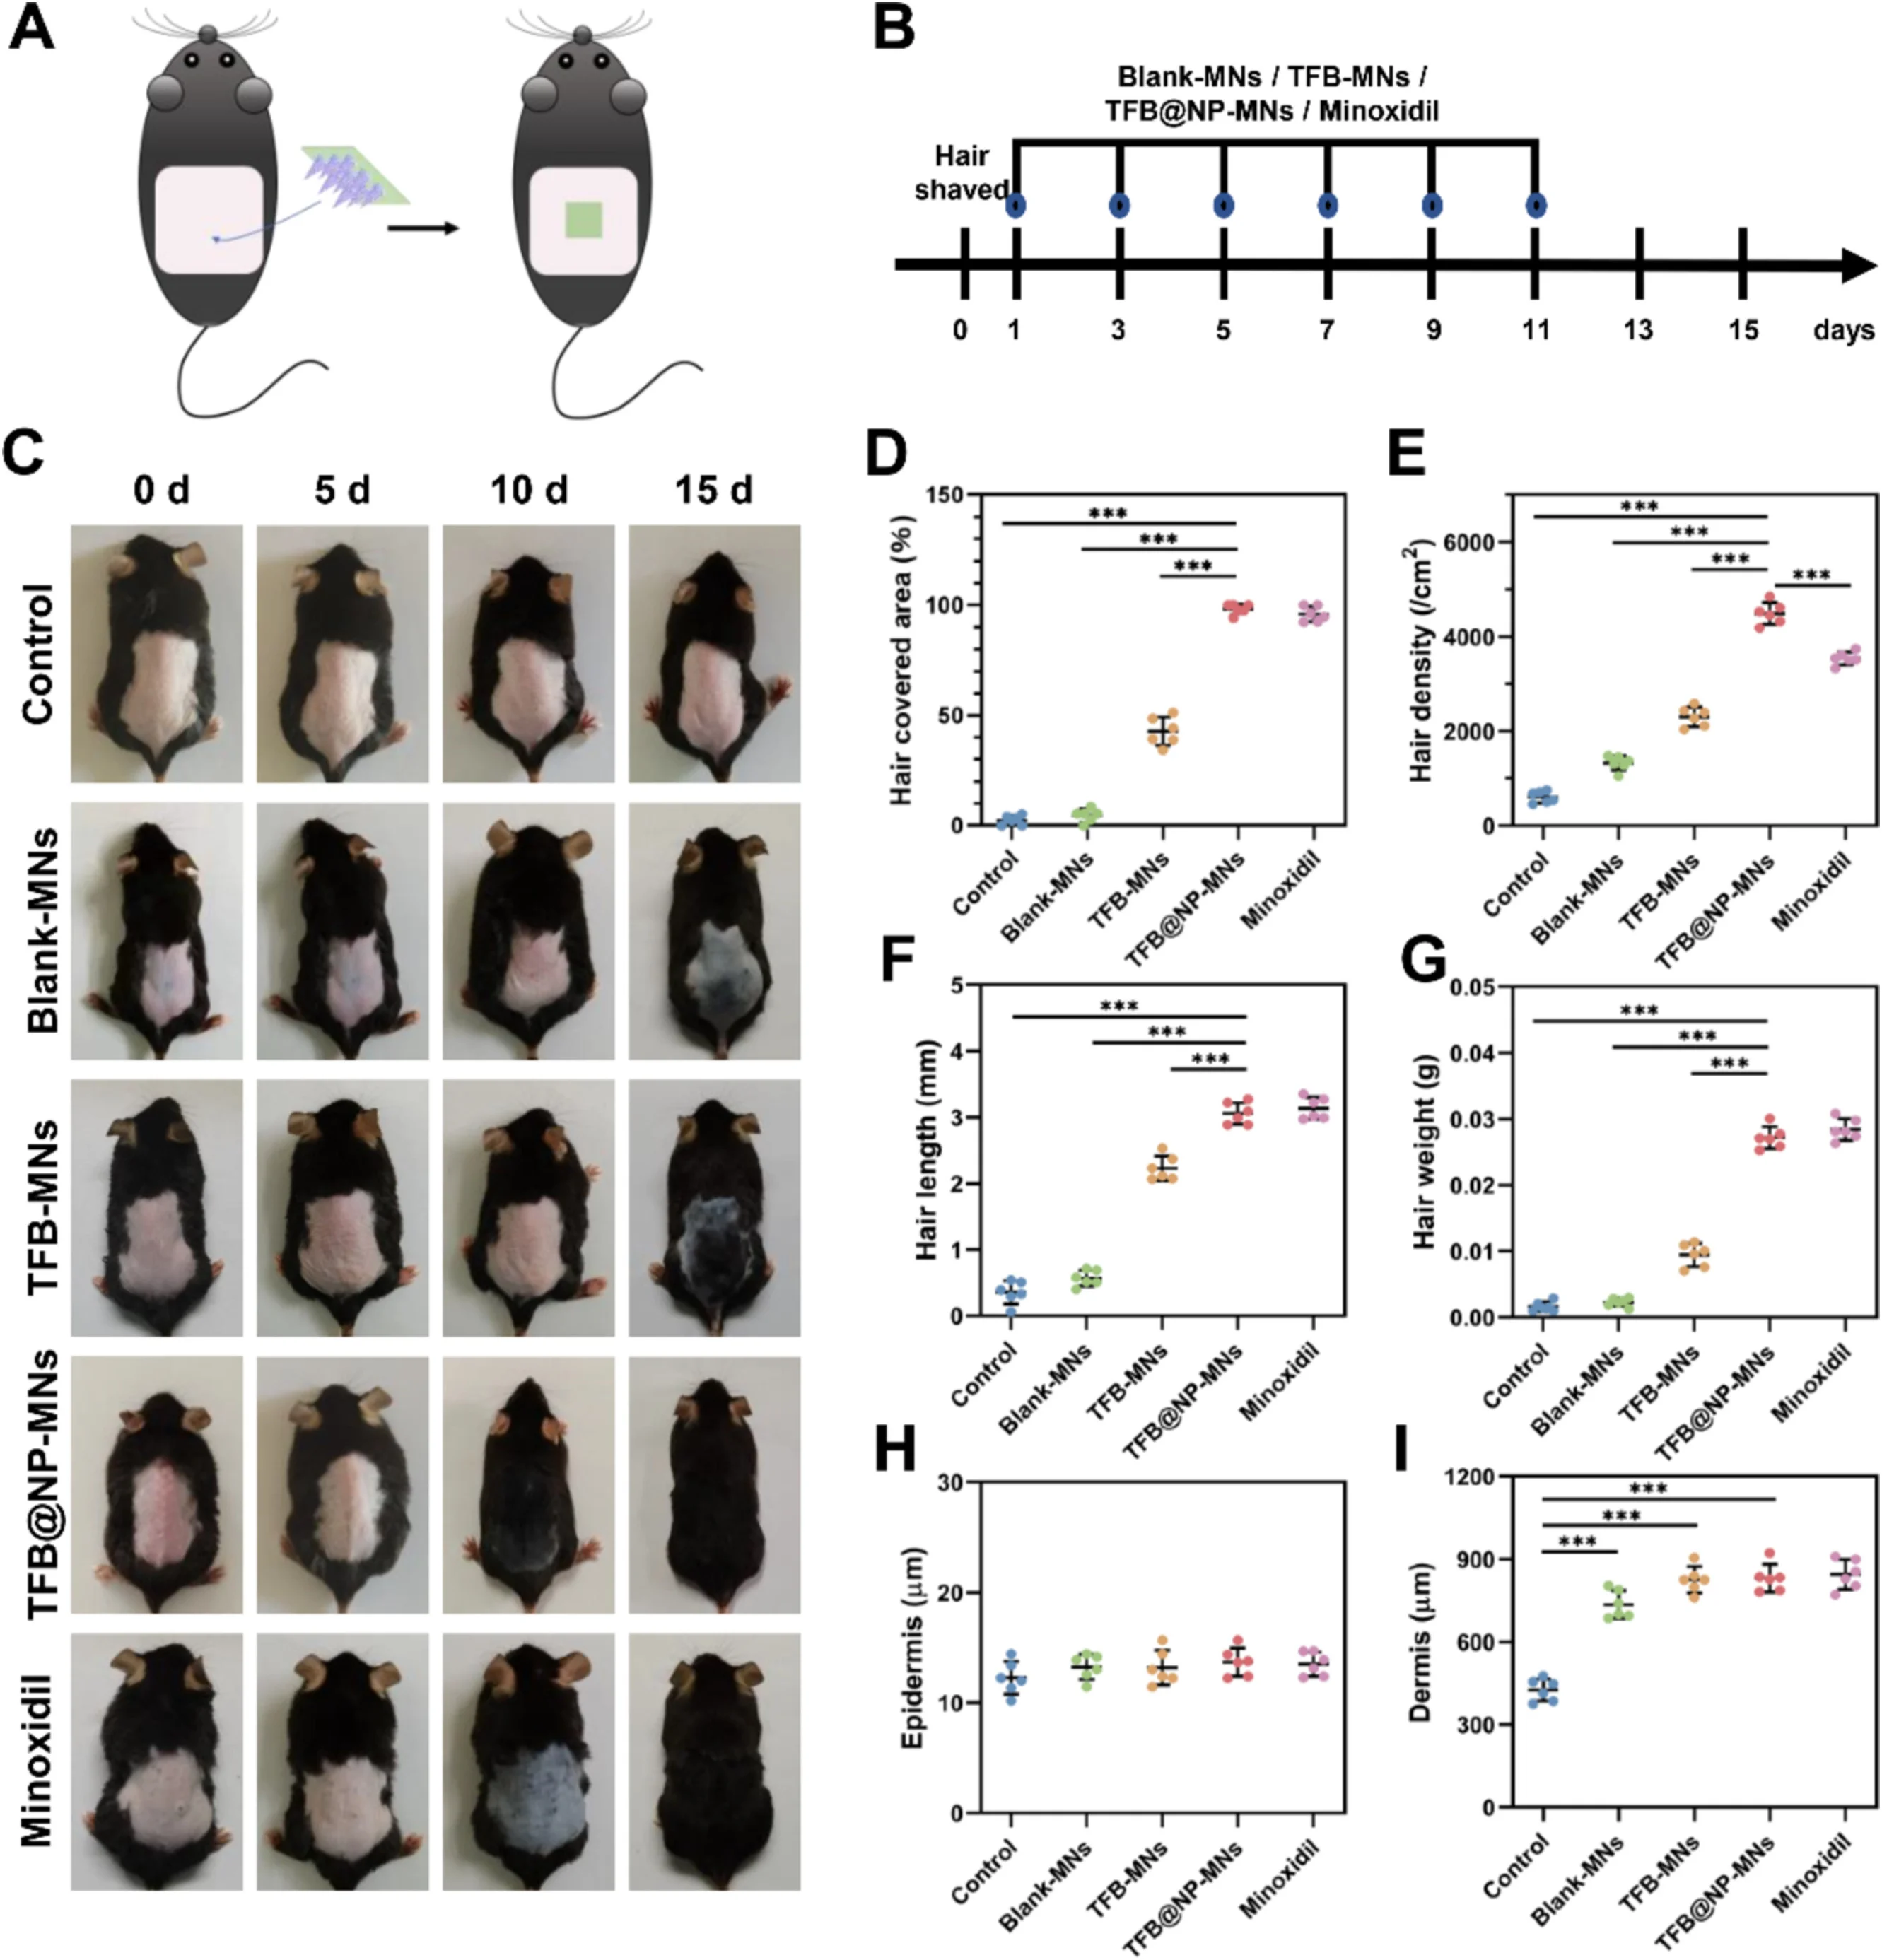 A
B
Blank-MNs / TFB-MNs /
TFB@NP-MNs / Minoxidil
Hair
shaved
0 1 3 5 7 9 11 13 15 days
C
0 d 5 d 10 d 15 d
Control
Blank-MNs
TFB-MNs
TFB@NP-MNs
Minoxidil
D
Hair covered area (%)
150
100
50
0
***
***
***
Control
Blank-MNs
TFB-MNs
TFB@NP-MNs
Minoxidil
E
Hair density (/cm²)
6000
4000
2000
0
***
***
***
***
Control
Blank-MNs
TFB-MNs
TFB@NP-MNs
Minoxidil
F
Hair length (mm)
5
4
3
2
1
0
***
***
***
Control
Blank-MNs
TFB-MNs
TFB@NP-MNs
Minoxidil
G
Hair weight (g)
0.05
0.04
0.03
0.02
0.01
0.00
***
***
***
Control
Blank-MNs
TFB-MNs
TFB@NP-MNs
Minoxidil
H
Epidermis (μm)
30
20
10
0
Control
Blank-MNs
TFB-MNs
TFB@NP-MNs
Minoxidil
I
Dermis (μm)
1200
900
600
300
0
***
***
***
Control
Blank-MNs
TFB-MNs
TFB@NP-MNs
Minoxidil